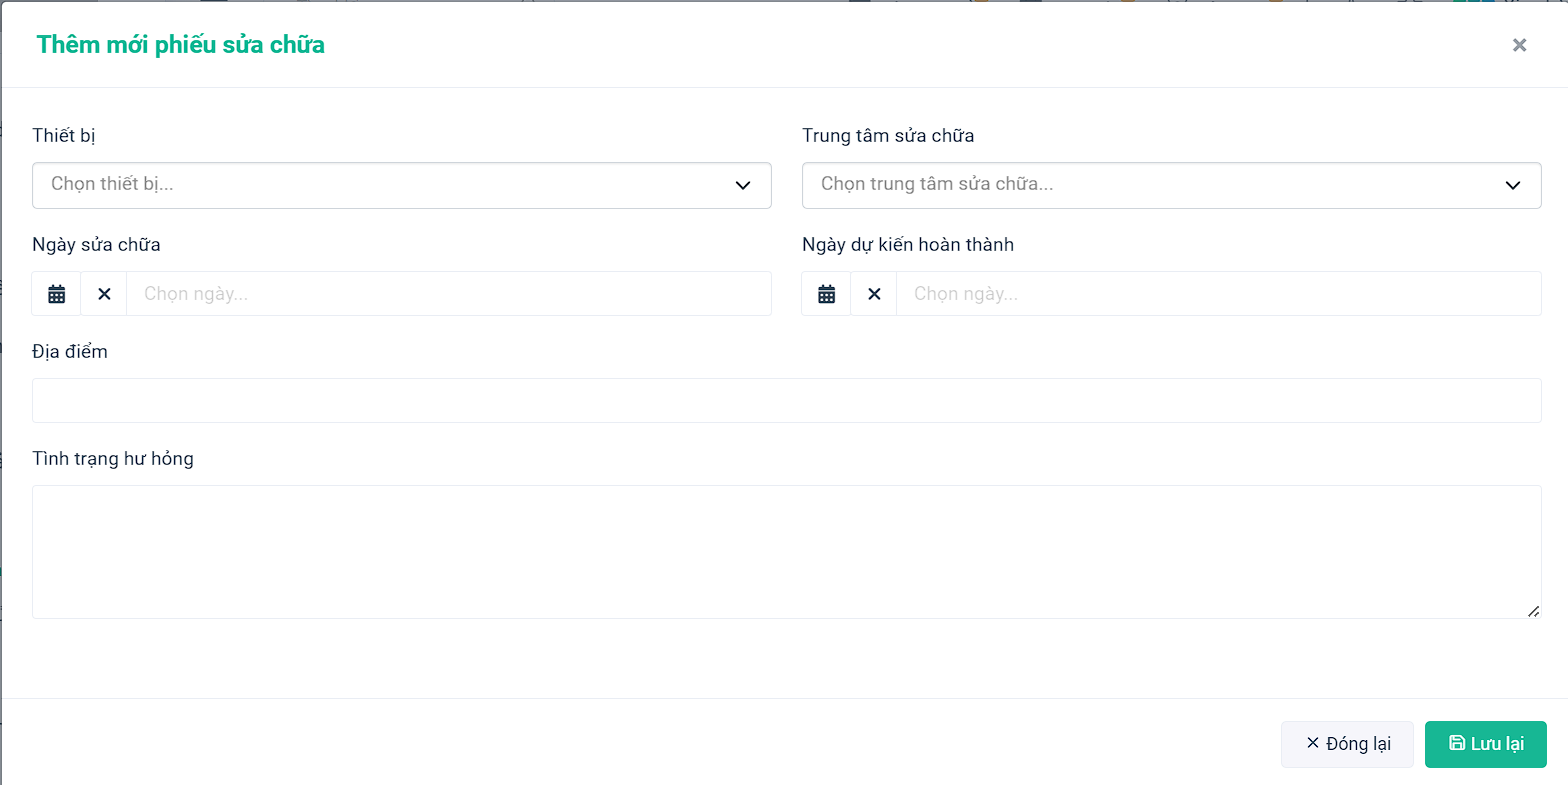 Thêm mới phiếu sửa chữa
Thiết bị
Trung tâm sửa chữa
Chọn thiết bị...
Chọn trung tâm sửa chữa...
Ngày sửa chữa
Ngày dự kiến hoàn thành
Chọn ngày...
Chọn ngày...
Địa điểm
Tình trạng hư hỏng
Đóng lại
Lưu lại